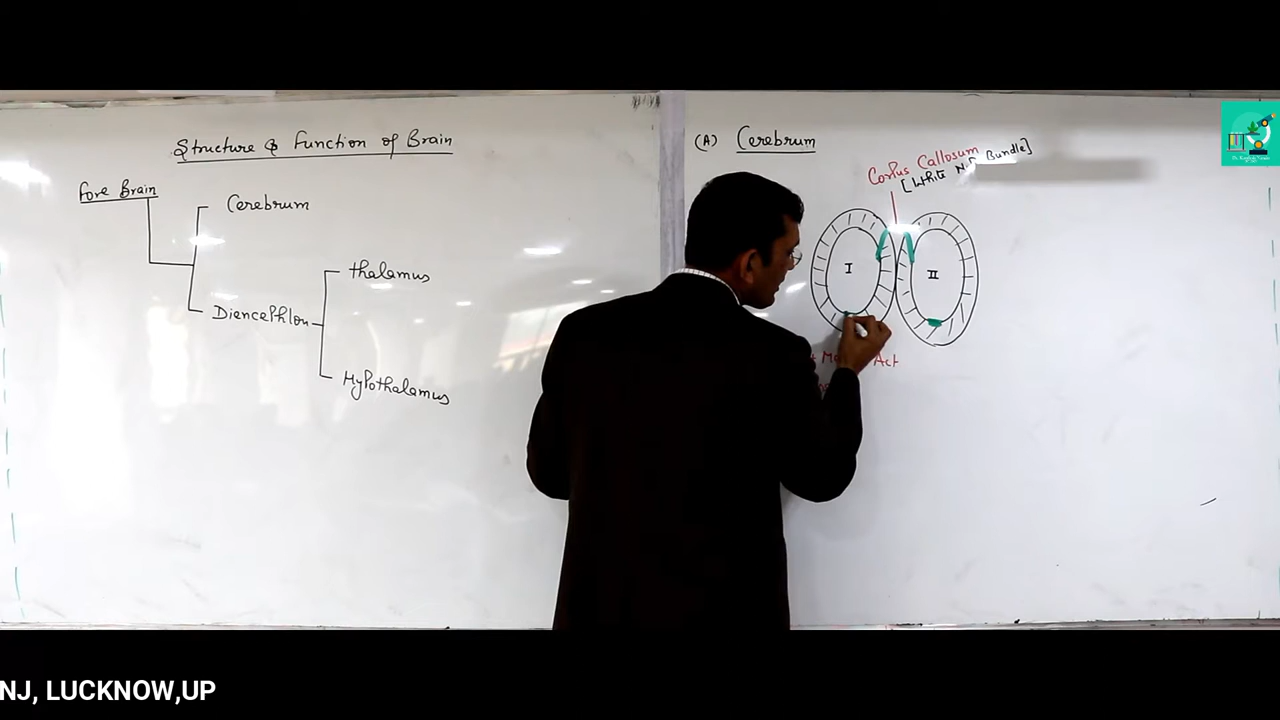 Structure & Function of Brain
Fore Brain
Cerebrum
Diencephlon
thalamus
Hypothalamus
(A) Cerebrum
Corpus Callosum
[White N.F Bundle]
I
II
Act
NJ, LUCKNOW,UP